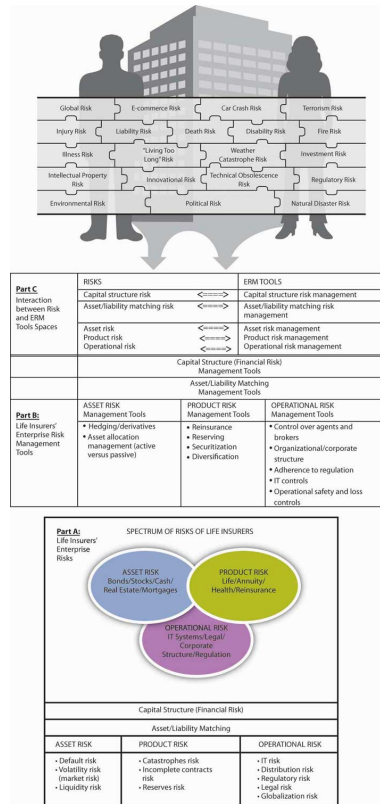 Global Risk
E-commerce Risk
Car Crash Risk
Terrorism Risk
Injury Risk
Liability Risk
Death Risk
Disability Risk
Fire Risk
Illness Risk
"Living Too
Long" Risk
Weather
Catastrophe Risk
Investment Risk
Intellectual Property
Risk
Innovational Risk
Technical Obsolescence
Risk
Regulatory Risk
Environmental Risk
Political Risk
Natural Disaster Risk
Part C
Interaction
between Risk
and ERM
Tools Spaces
RISKS
ERM TOOLS
Capital structure risk
<====>
Capital structure risk management
Asset/liability matching risk
<====>
Asset/liability matching risk
management
Asset risk
<====>
Asset risk management
Product risk
<====>
Product risk management
Operational risk
<====>
Operational risk management
Capital Structure (Financial Risk)
Management Tools
Asset/Liability Matching
Management Tools
Part B:
Life Insurers'
Enterprise Risk
Management
Tools
ASSET RISK
Management Tools
• Hedging/derivatives
• Asset allocation
management (active
versus passive)
PRODUCT RISK
Management Tools
• Reinsurance
• Reserving
• Securitization
• Diversification
OPERATIONAL RISK
Management Tools
• Control over agents and
brokers
• Organizational/corporate
structure
• Adherence to regulation
• IT controls
• Operational safety and loss
controls
Part A:
Life Insurers'
Enterprise
Risks
SPECTRUM OF RISKS OF LIFE INSURERS
ASSET RISK
Bonds/Stocks/Cash/
Real Estate/Mortgages
PRODUCT RISK
Life/Annuity/
Health/Reinsurance
OPERATIONAL RISK
IT Systems/Legal/
Corporate
Structure/Regulation
Capital Structure (Financial Risk)
Asset/Liability Matching
ASSET RISK
• Default risk
• Volatility risk
(market risk)
• Liquidity risk
PRODUCT RISK
• Catastrophes risk
• Incomplete contracts
risk
• Reserves risk
OPERATIONAL RISK
• IT risk
• Distribution risk
• Regulatory risk
• Legal risk
• Globalization risk